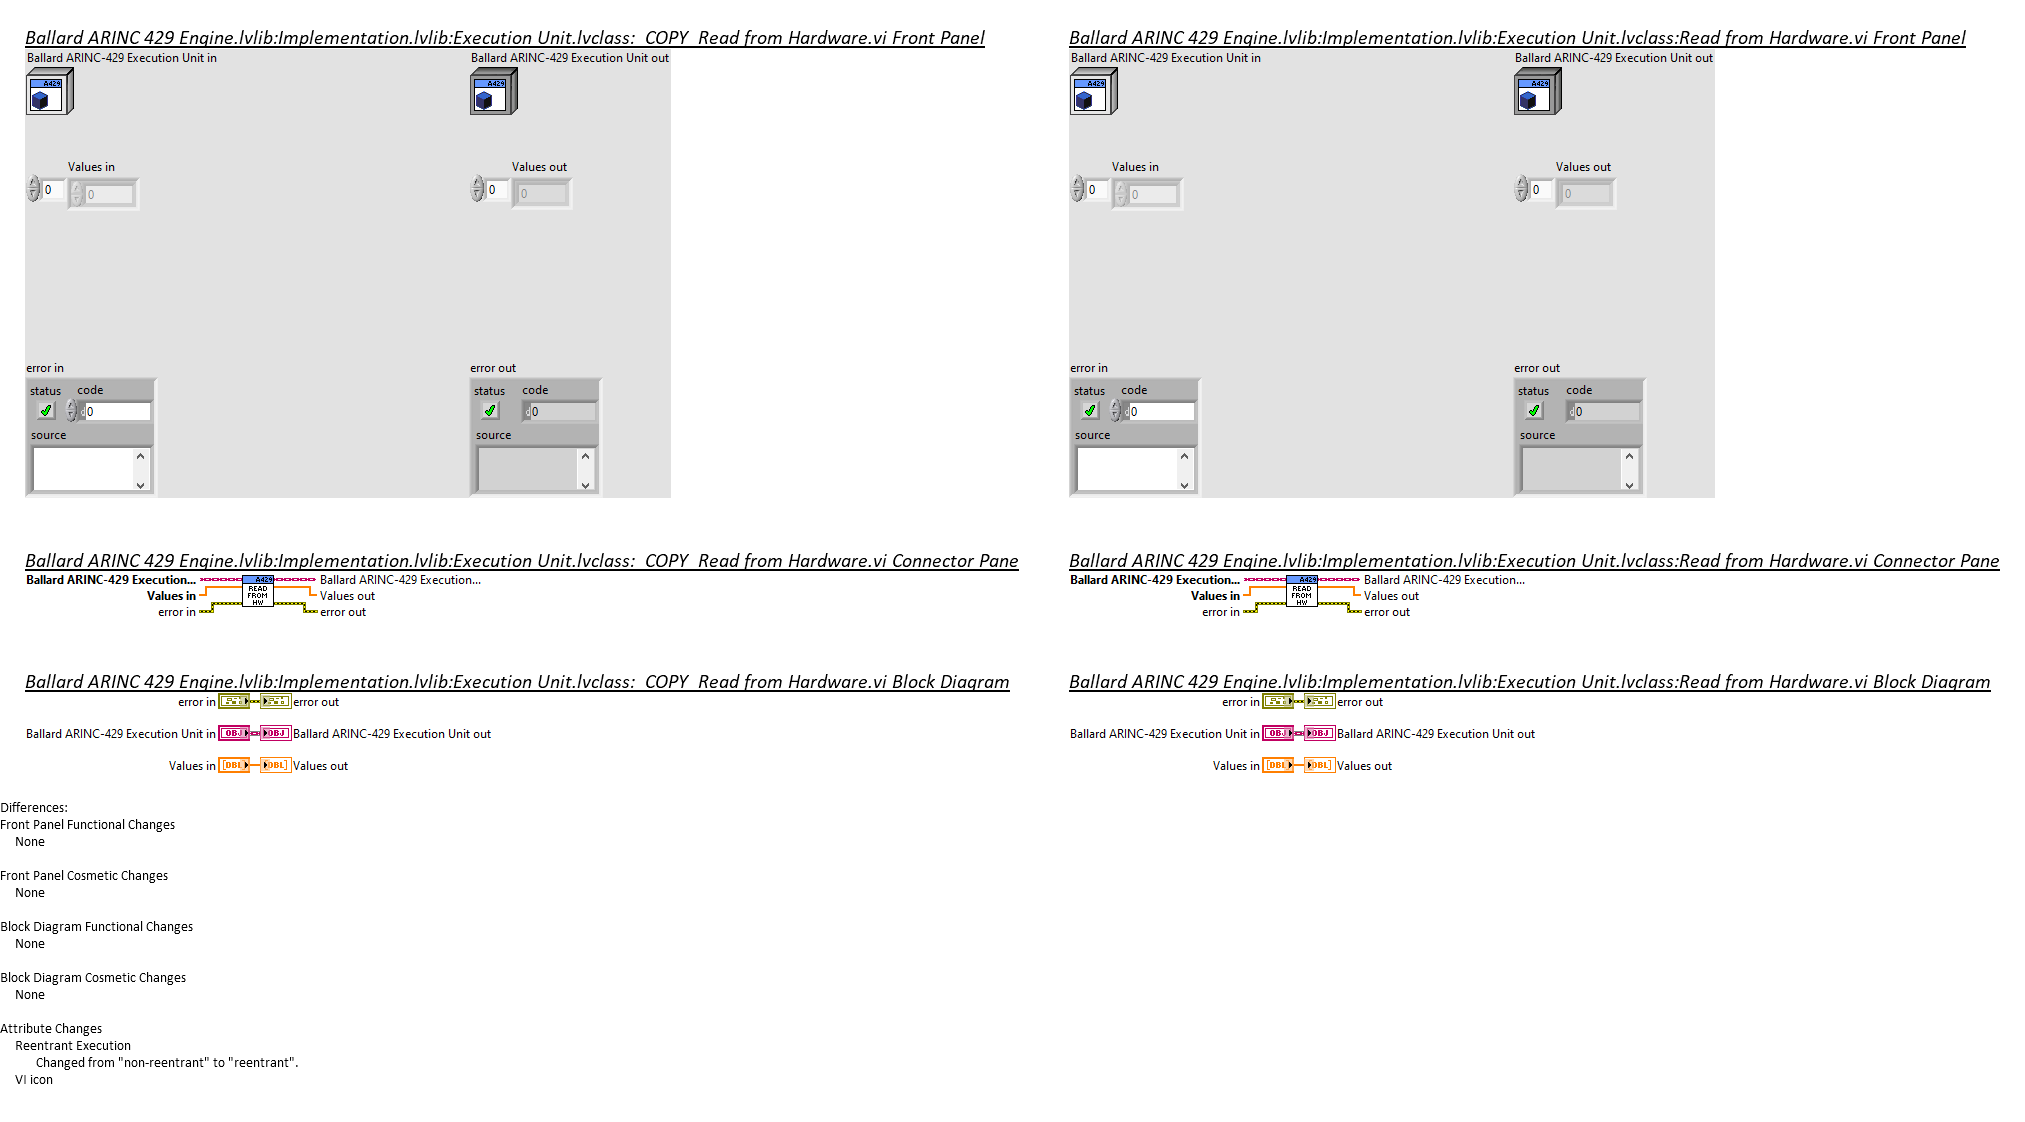 Ballard ARINC 429 Engine.lvlib:Implementation.lvlib:Execution Unit.lvclass:_COPY_Read from Hardware.vi Front Panel
Ballard ARINC-429 Execution Unit in
Ballard ARINC-429 Execution Unit out
A429
A429
Values in
Values out
0
0
0
0
error in
error out
status
code
status
code
0
0
source
source
Ballard ARINC 429 Engine.lvlib:Implementation.lvlib:Execution Unit.lvclass:_COPY_Read from Hardware.vi Connector Pane
Ballard ARINC-429 Execution...
A429
Ballard ARINC-429 Execution...
Values in
READ
FROM
HW
Values out
error in
error out
Ballard ARINC 429 Engine.lvlib:Implementation.lvlib:Execution Unit.lvclass:_COPY_Read from Hardware.vi Block Diagram
error in
error out
Ballard ARINC-429 Execution Unit in
OBJ
OBJ
Ballard ARINC-429 Execution Unit out
Values in
[DBL]
[DBL]
Values out
Differences:
Front Panel Functional Changes
None
Front Panel Cosmetic Changes
None
Block Diagram Functional Changes
None
Block Diagram Cosmetic Changes
None
Attribute Changes
Reentrant Execution
Changed from "non-reentrant" to "reentrant".
VI icon
Ballard ARINC 429 Engine.lvlib:Implementation.lvlib:Execution Unit.lvclass:Read from Hardware.vi Front Panel
Ballard ARINC-429 Execution Unit in
Ballard ARINC-429 Execution Unit out
A429
A429
Values in
Values out
0
0
0
0
error in
error out
status
code
status
code
0
0
source
source
Ballard ARINC 429 Engine.lvlib:Implementation.lvlib:Execution Unit.lvclass:Read from Hardware.vi Connector Pane
Ballard ARINC-429 Execution...
A429
Ballard ARINC-429 Execution...
Values in
READ
FROM
HW
Values out
error in
error out
Ballard ARINC 429 Engine.lvlib:Implementation.lvlib:Execution Unit.lvclass:Read from Hardware.vi Block Diagram
error in
error out
Ballard ARINC-429 Execution Unit in
OBJ
OBJ
Ballard ARINC-429 Execution Unit out
Values in
[DBL]
[DBL]
Values out